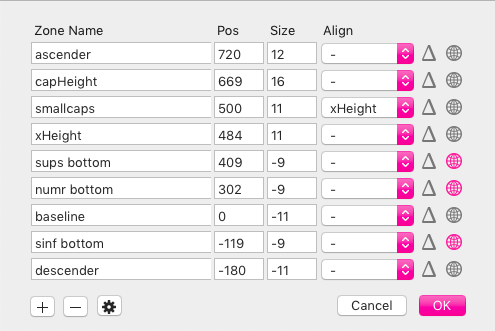 Zone Name Pos Size Align
ascender 720 12 -
capHeight 669 16 -
smallcaps 500 11 xHeight
xHeight 484 11 -
sups bottom 409 -9 -
numr bottom 302 -9 -
baseline 0 -11 -
sinf bottom -119 -9 -
descender -180 -11 -
Cancel OK